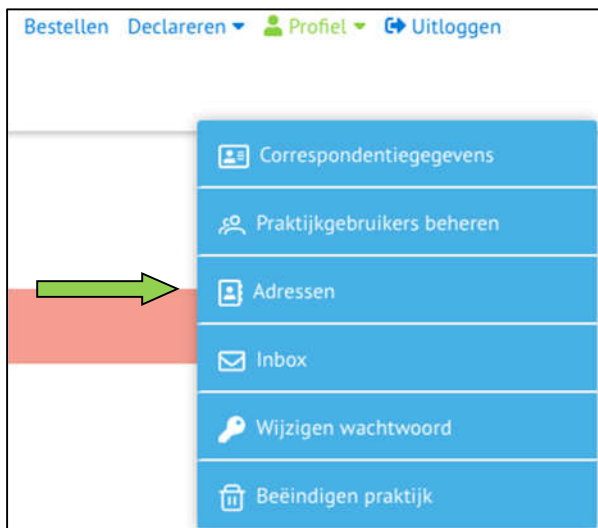 Bestellen Declareren Profiel Uitloggen
Correspondentiegegevens
Praktijkgebruikers beheren
Adressen
Inbox
Wijzigen wachtwoord
Beëindigen praktijk